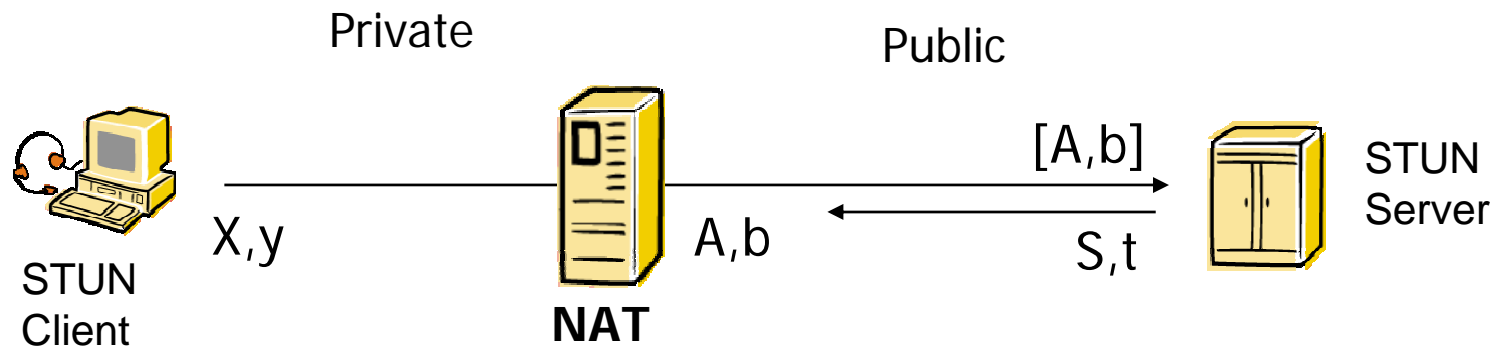 Private
Public
[A,b]
STUN
Server
X,y
A,b
S,t
STUN
Client
NAT